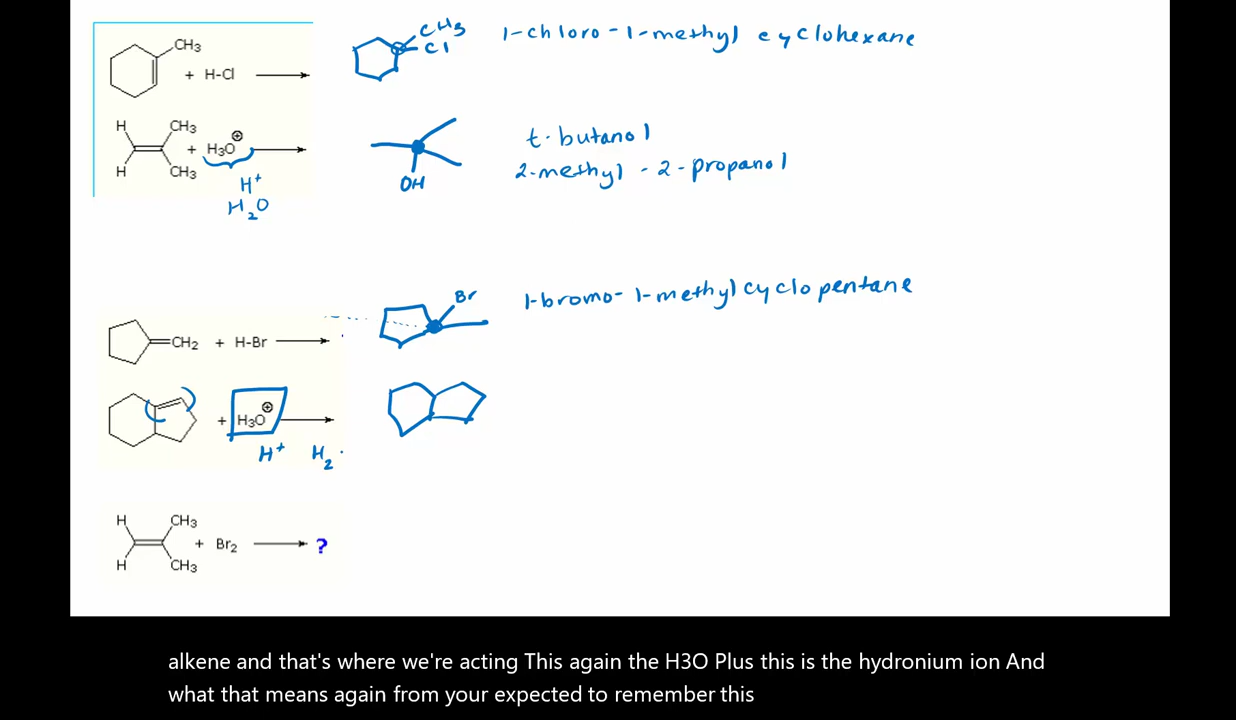 CH3
+ H-Cl
CH3
Cl
1-chloro-1-methyl cyclohexane
H
CH3
+ H3O
+
H
CH3
H+
H2O
OH
t-butanol
2-methyl-2-propanol
=CH2 + H-Br
Br
1-bromo-1-methylcyclopentane
+ H3O
+
H+ H2
H
CH3
+ Br2
?
H
CH3
alkene and that's where we're acting This again the H3O Plus this is the hydronium ion And
what that means again from your expected to remember this